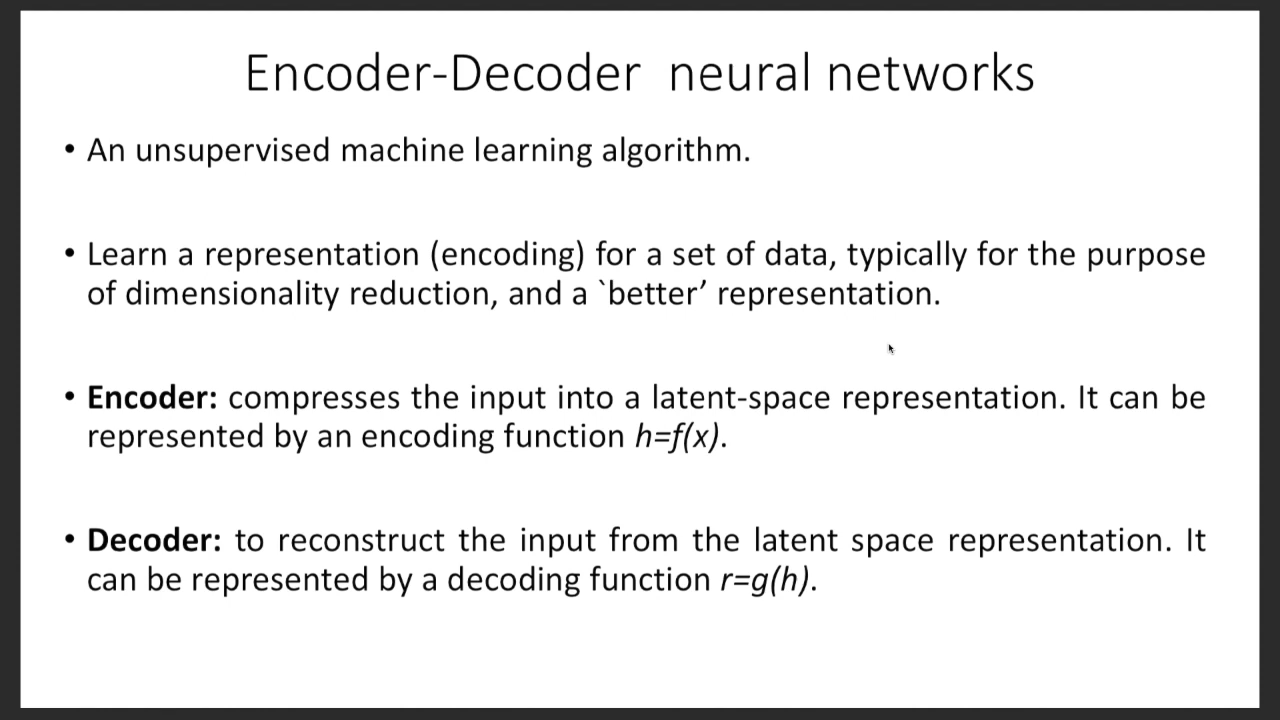 Encoder-Decoder neural networks
• An unsupervised machine learning algorithm.
• Learn a representation (encoding) for a set of data, typically for the purpose
of dimensionality reduction, and a `better’ representation.
• Encoder: compresses the input into a latent-space representation. It can be
represented by an encoding function h=f(x).
• Decoder: to reconstruct the input from the latent space representation. It
can be represented by a decoding function r=g(h).